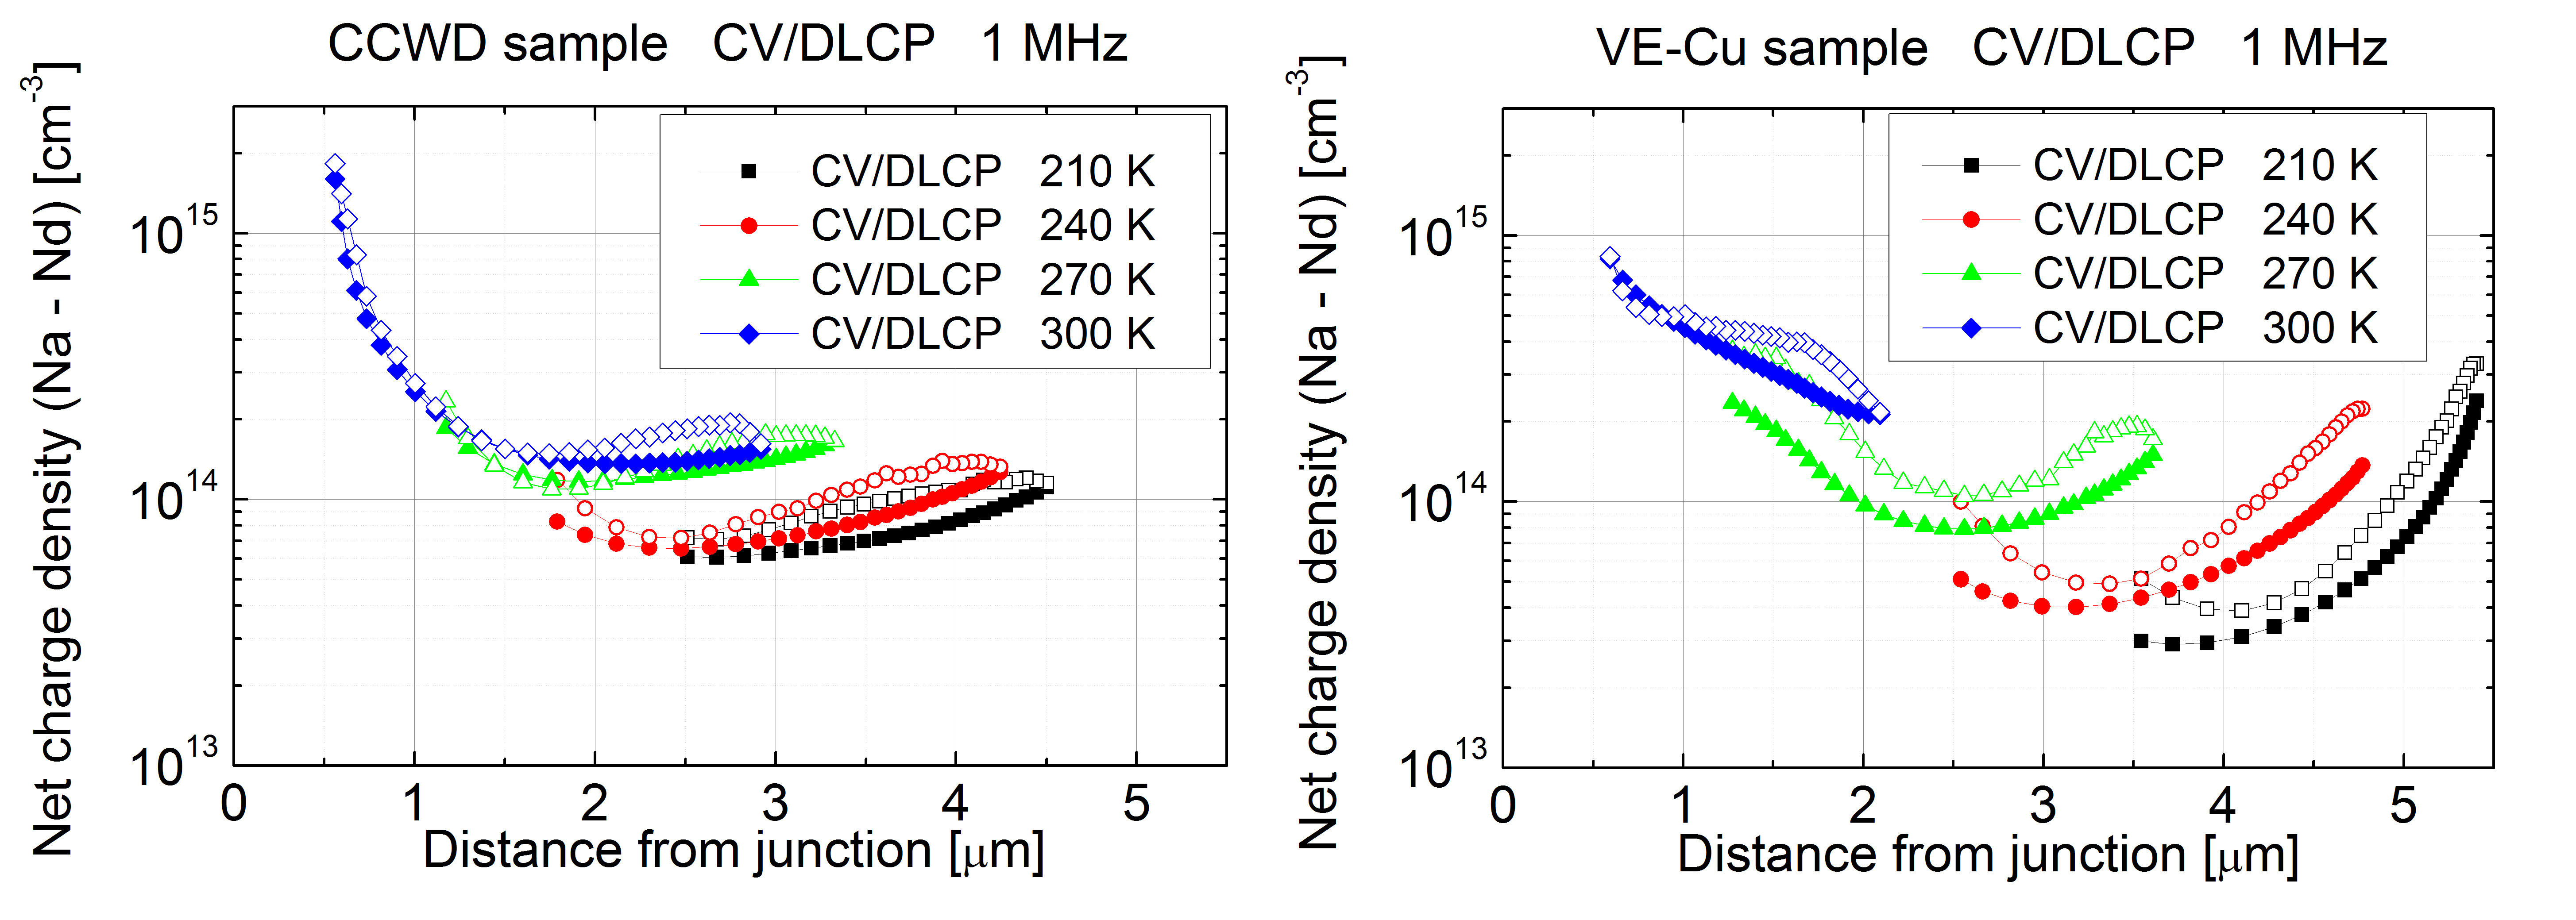 CCWD sample CV/DLCP 1 MHz
Net charge density (Na - Nd) [cm-3]
CV/DLCP 210 K
CV/DLCP 240 K
CV/DLCP 270 K
CV/DLCP 300 K
10^15
10^14
10^13
0 1 2 3 4 5
Distance from junction [μm]
VE-Cu sample CV/DLCP 1 MHz
Net charge density (Na - Nd) [cm-3]
CV/DLCP 210 K
CV/DLCP 240 K
CV/DLCP 270 K
CV/DLCP 300 K
10^15
10^14
10^13
0 1 2 3 4 5
Distance from junction [μm]